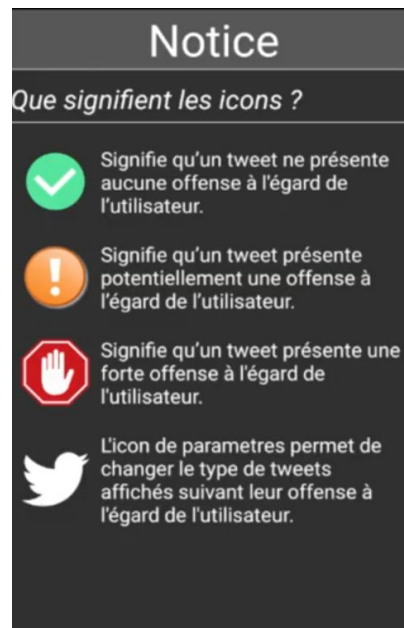 Notice
Que signifient les icons ?
Signifie qu'un tweet ne présente
aucune offense à l'égard de
l'utilisateur.
Signifie qu'un tweet présente
potentiellement une offense à
l'égard de l'utilisateur.
Signifie qu'un tweet présente une
forte offense à l'égard de
l'utilisateur.
L'icon de parametres permet de
changer le type de tweets
affichés suivant leur offense à
l'égard de l'utilisateur.